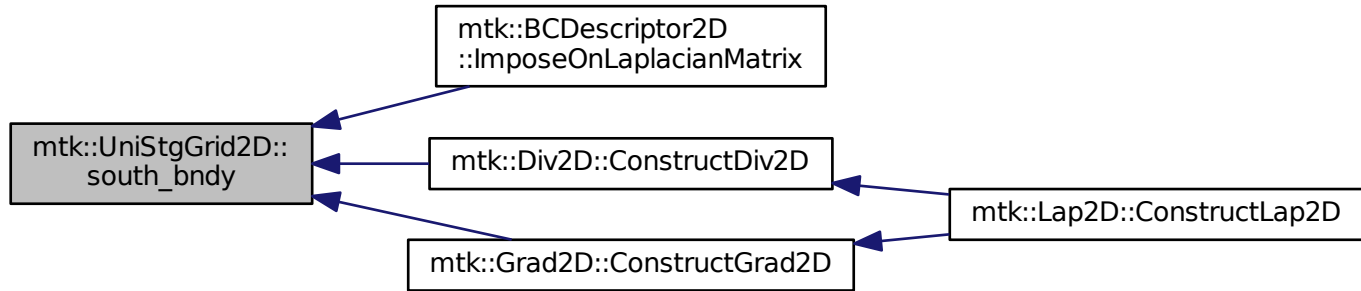 mtk::BCDescriptor2D
::ImposeOnLaplacianMatrix
mtk::UniStgGrid2D::
south_bndy
mtk::Div2D::ConstructDiv2D
mtk::Lap2D::ConstructLap2D
mtk::Grad2D::ConstructGrad2D